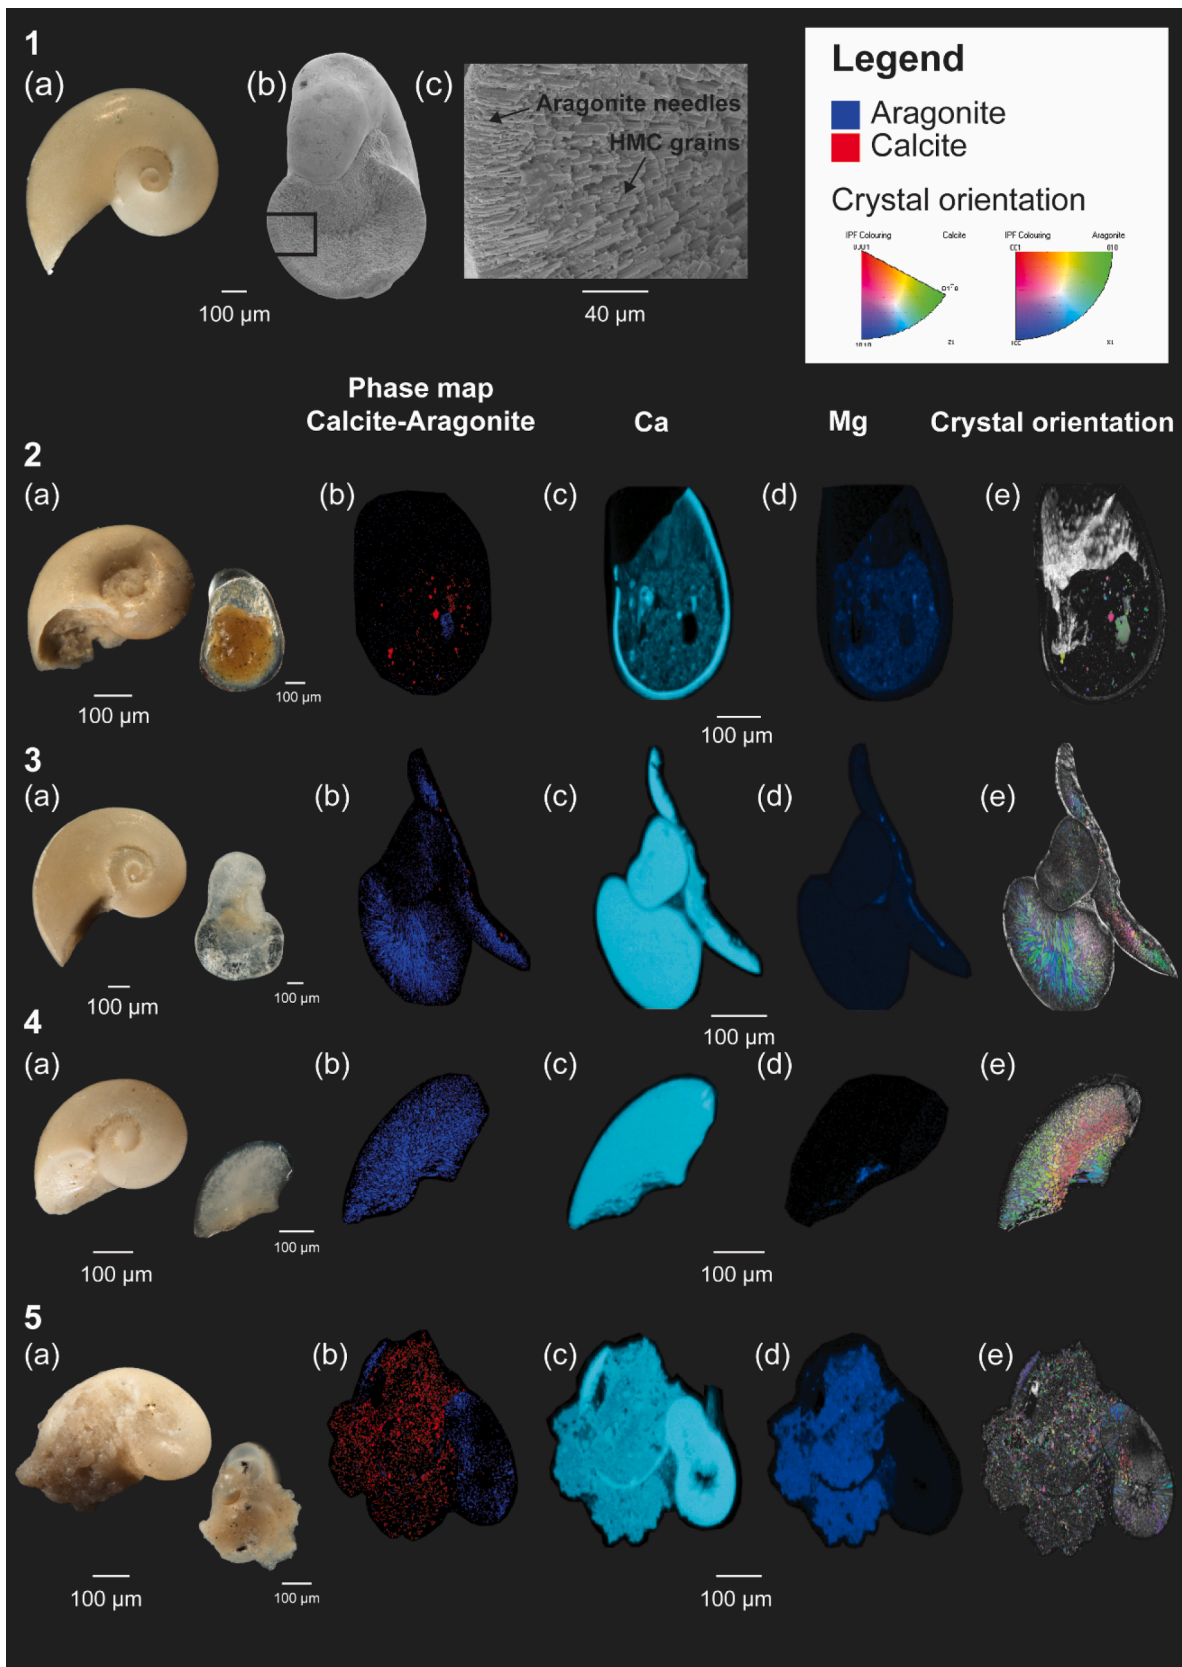 1
(a)
(b)
(c)
Aragonite needles
HMC grains
100 µm
40 µm
Legend
Aragonite
Calcite
Crystal orientation
IPF Colouring Calcite
IPF Colouring Aragonite
010
Phase map
Calcite-Aragonite
Ca
Mg
Crystal orientation
2
(a)
(b)
(c)
(d)
(e)
100 µm
100 µm
100 µm
3
(a)
(b)
(c)
(d)
(e)
100 µm
100 µm
100 µm
4
(a)
(b)
(c)
(d)
(e)
100 µm
100 µm
100 µm
5
(a)
(b)
(c)
(d)
(e)
100 µm
100 µm
100 µm